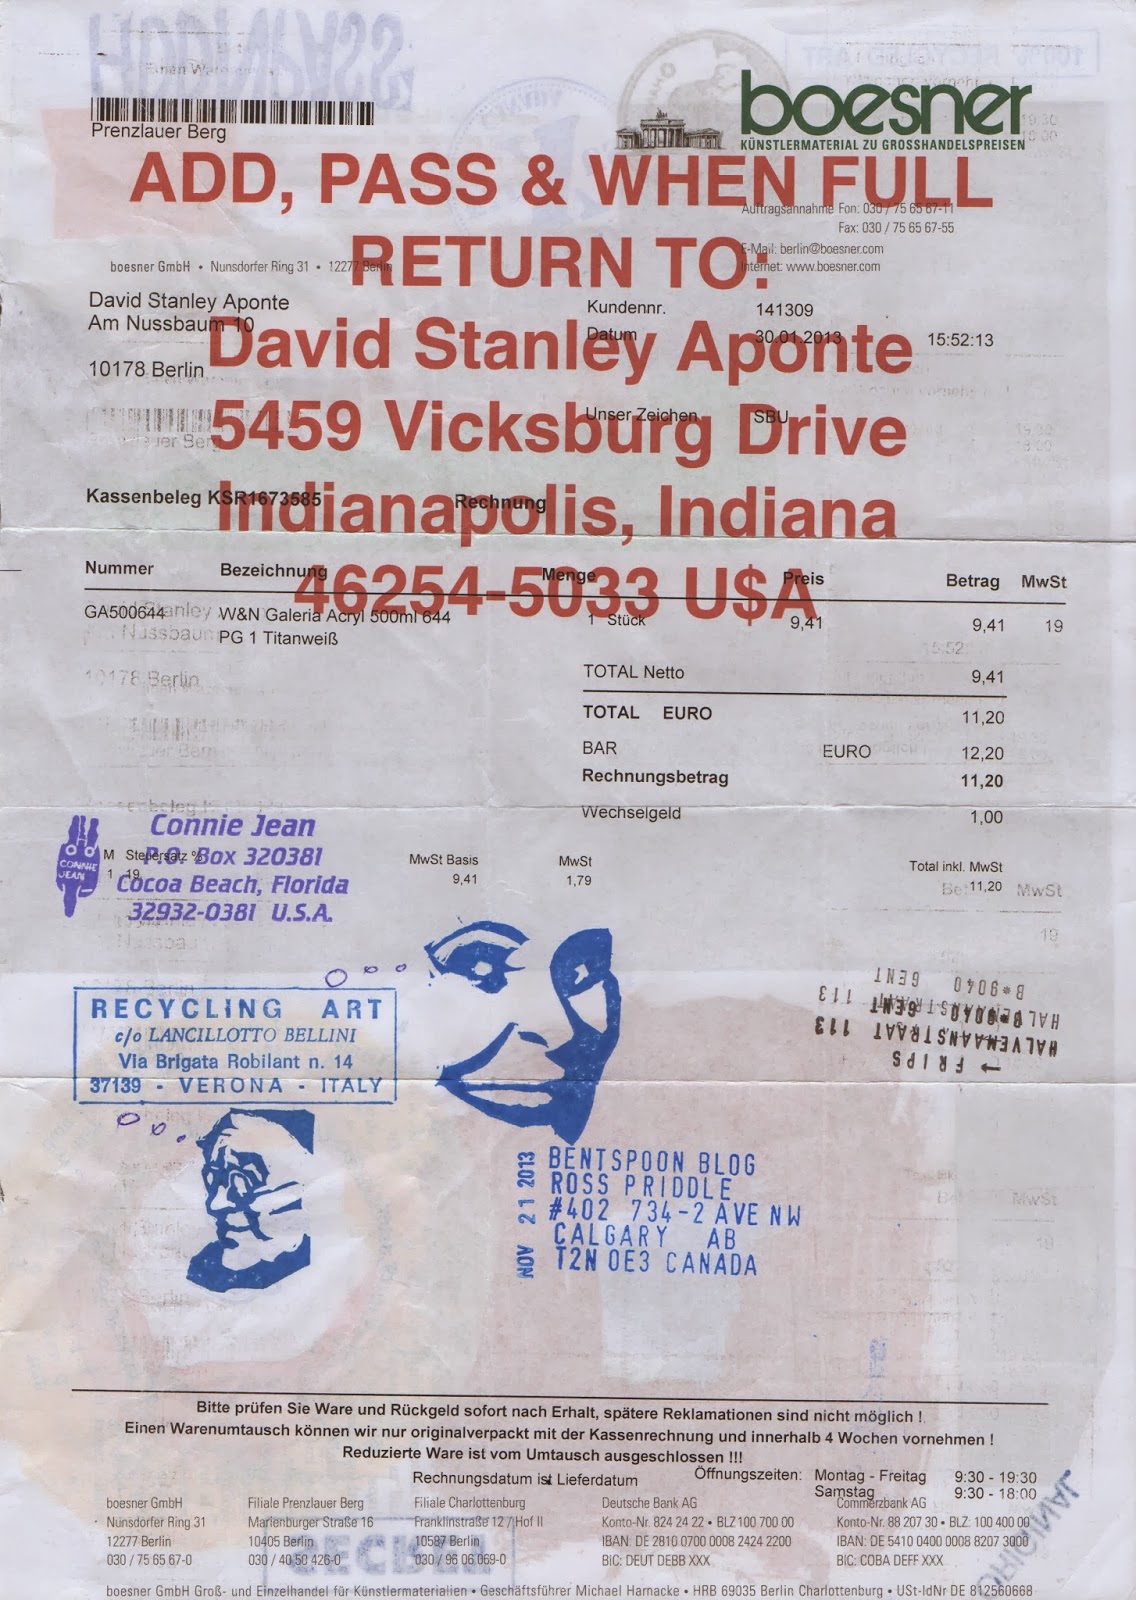 boesner
KÜNSTLERMATERIAL ZU GROSSHANDELSPREISEN
Prenzlauer Berg
ADD, PASS & WHEN FULL
RETURN TO:
David Stanley Aponte
5459 Vicksburg Drive
Indianapolis, Indiana
46254-5033 U$A
Auftragsannahme Fon: 030 / 75 65 67-11
Fax: 030 / 75 65 67-55
E-Mail: berlin@boesner.com
Internet: www.boesner.com
boesner GmbH • Nunsdorfer Ring 31 • 12277 Berlin
David Stanley Aponte
Am Nussbaum 10
10178 Berlin
Kundennr. 141309
Datum 30.01.2013 15:52:13
Unser Zeichen SBU
Kassenbeleg KSR1673585 Rechnung
Nummer Bezeichnung Menge Preis Betrag MwSt
GA500644 W&N Galeria Acryl 500ml 644 1 Stück 9,41 9,41 19
PG 1 Titanweiß
TOTAL Netto 9,41
TOTAL EURO 11,20
BAR EURO 12,20
Rechnungsbetrag 11,20
Wechselgeld 1,00
M Steuersatz % MwSt Basis MwSt Total inkl. MwSt
1 19 9,41 1,79 11,20
CONNIE
JEAN
Connie Jean
P.O. Box 320381
Cocoa Beach, Florida
32932-0381 U.S.A.
RECYCLING ART
c/o LANCILLOTTO BELLINI
Via Brigata Robilant n. 14
37139 - VERONA - ITALY
→ FRIPS
HALVEMAANSTRAAT 113
B*9040 GENT
NOV 21 2013
BENTSPOON BLOG
ROSS PRIDDLE
#402 734-2 AVE NW
CALGARY AB
T2N 0E3 CANADA
Bitte prüfen Sie Ware und Rückgeld sofort nach Erhalt, spätere Reklamationen sind nicht möglich !
Einen Warenumtausch können wir nur originalverpackt mit der Kassenrechnung und innerhalb 4 Wochen vornehmen !
Reduzierte Ware ist vom Umtausch ausgeschlossen !!!
Rechnungsdatum ist Lieferdatum
Öffnungszeiten: Montag - Freitag 9:30 - 19:30
Samstag 9:30 - 18:00
boesner GmbH
Nunsdorfer Ring 31
12277 Berlin
030 / 75 65 67-0
Filiale Prenzlauer Berg
Marienburger Straße 16
10405 Berlin
030 / 40 50 426-0
Filiale Charlottenburg
Franklinstraße 12 / Hof II
10587 Berlin
030 / 96 06 069-0
Deutsche Bank AG
Konto-Nr. 824 24 22 • BLZ 100 700 00
IBAN: DE 2810 0700 0082 2424 2200
BIC: DEUT DEBB XXX
Commerzbank AG
Konto-Nr. 88 207 30 • BLZ: 100 400 00
IBAN: DE 5410 0400 0088 8207 3000
BIC: COBA DEFF XXX
boesner GmbH Groß- und Einzelhandel für Künstlermaterialien • Geschäftsführer Michael Harnacke • HRB 69035 Berlin Charlottenburg • USt-IdNr DE 812560668